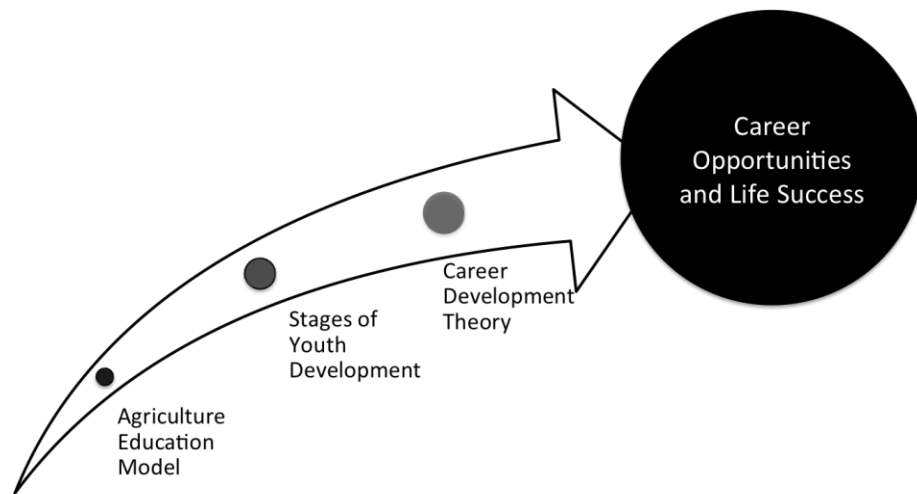 Career
Opportunities
and Life Success
Career
Development
Theory
Stages of
Youth
Development
Agriculture
Education
Model